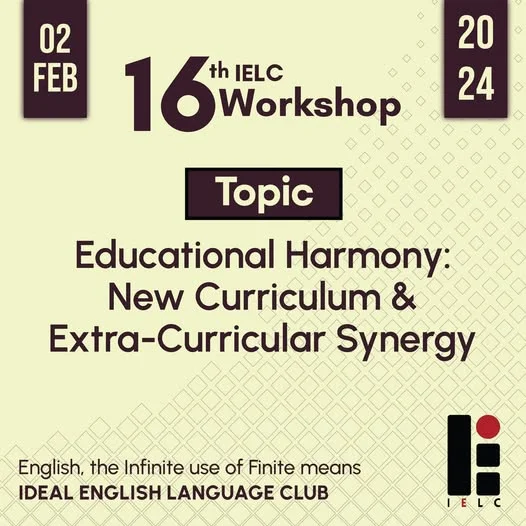 02
FEB
20
24
16th IELC
Workshop
Topic
Educational Harmony:
New Curriculum &
Extra-Curricular Synergy
English, the Infinite use of Finite means
IDEAL ENGLISH LANGUAGE CLUB
IELC